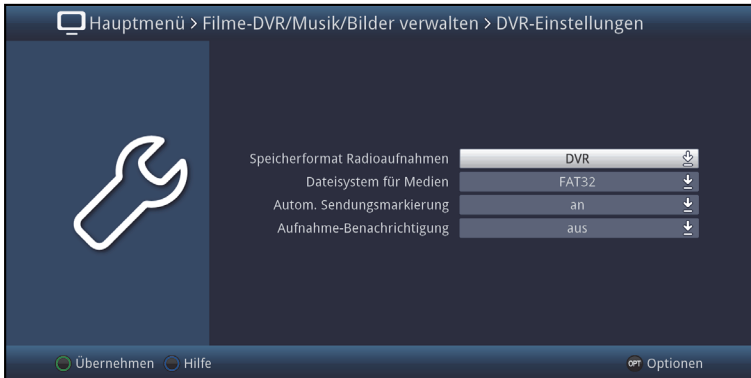 Hauptmenü > Filme-DVR/Musik/Bilder verwalten > DVR-Einstellungen
Speicherformat Radioaufnahmen DVR
Dateisystem für Medien FAT32
Autom. Sendungsmarkierung an
Aufnahme-Benachrichtigung aus
Übernehmen Hilfe OPT Optionen